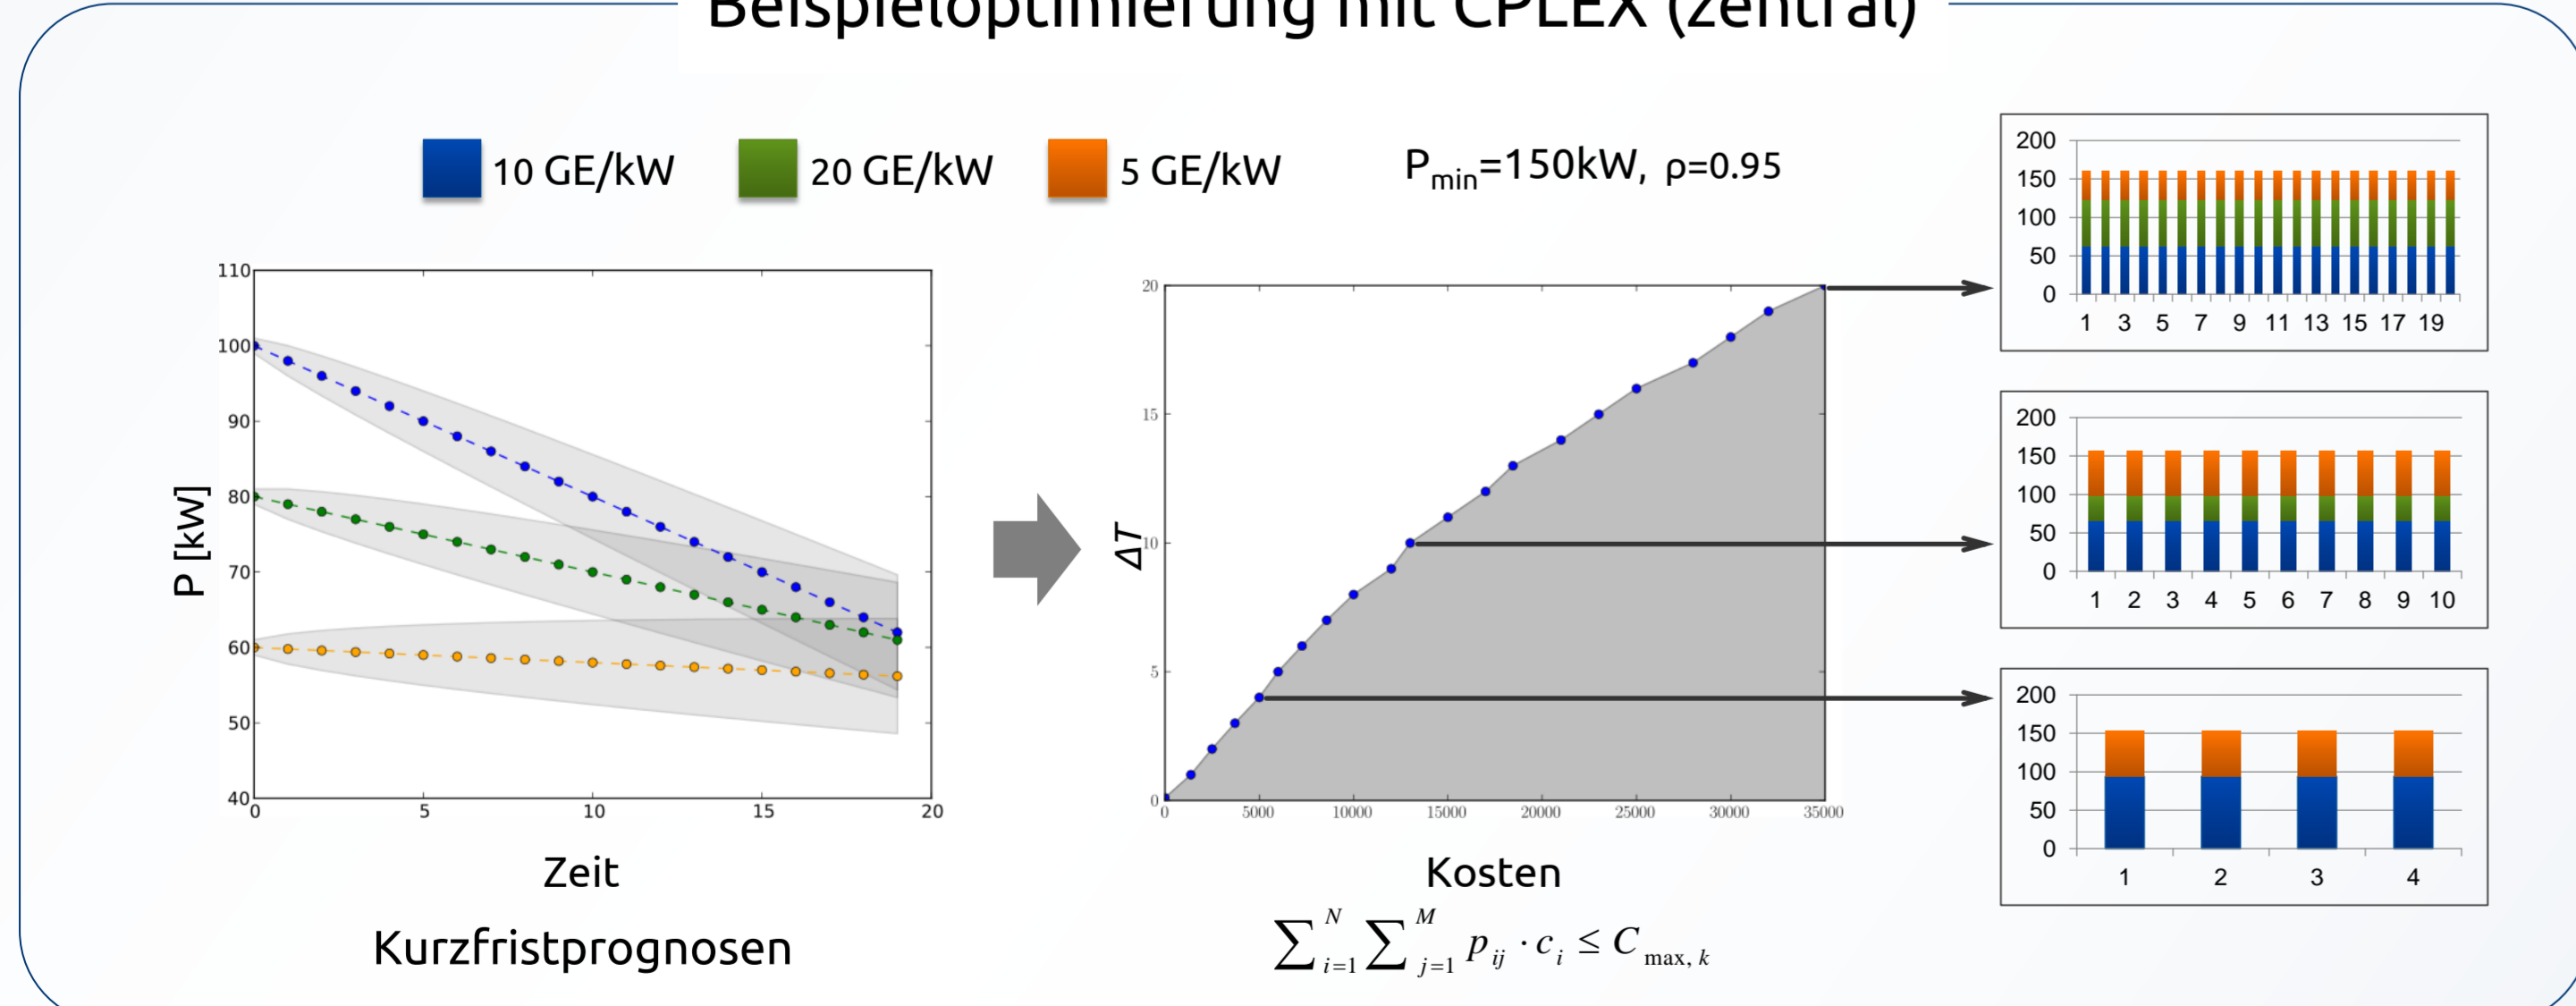 Beispieloptimierung mit CPLEX (zentral)
10 GE/kW 20 GE/kW 5 GE/kW P_min=150kW, ρ=0.95
110
100
90
80
70
60
50
40
0 5 10 15 20
P [kW]
Zeit
Kurzfristprognosen
20
15
10
5
0
0 5000 10000 15000 20000 25000 30000 35000
ΔT
Kosten
∑_{i=1}^{N} ∑_{j=1}^{M} p_{ij} · c_i ≤ C_{max, k}
200
150
100
50
0
1 3 5 7 9 11 13 15 17 19
200
150
100
50
0
1 2 3 4 5 6 7 8 9 10
200
150
100
50
0
1 2 3 4